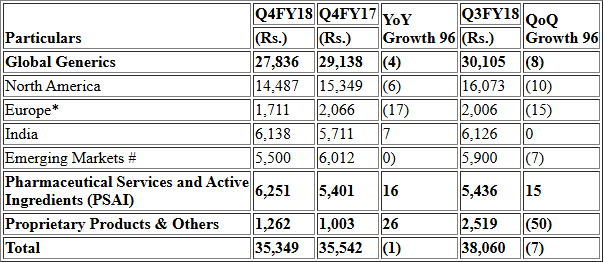 Particulars Q4FY18 Q4FY17 YoY Growth 96 Q3FY18 QoQ Growth 96
(Rs.) (Rs.) (Rs.)
Global Generics 27,836 29,138 (4) 30,105 (8)
North America 14,487 15,349 (6) 16,073 (10)
Europe* 1,711 2,066 (17) 2,006 (15)
India 6,138 5,711 7 6,126 0
Emerging Markets # 5,500 6,012 0) 5,900 (7)
Pharmaceutical Services and Active
Ingredients (PSAI) 6,251 5,401 16 5,436 15
Proprietary Products & Others 1,262 1,003 26 2,519 (50)
Total 35,349 35,542 (1) 38,060 (7)